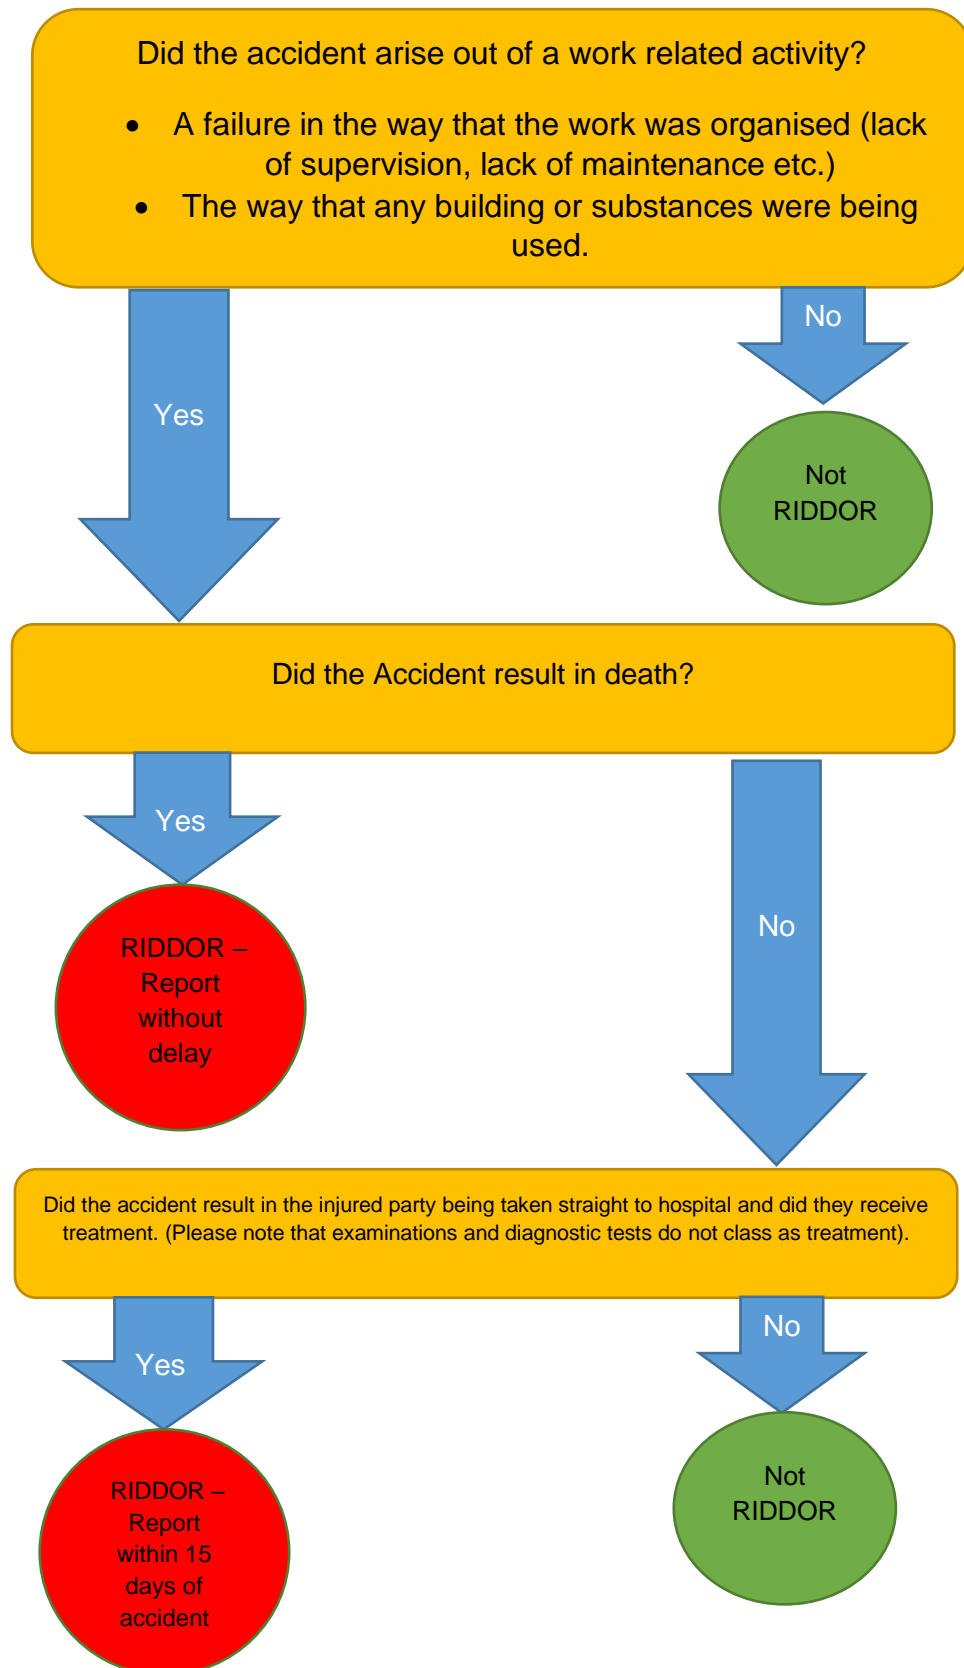 Did the accident arise out of a work related activity?
• A failure in the way that the work was organised (lack
of supervision, lack of maintenance etc.)
• The way that any building or substances were being
used.
No
Yes
Not
RIDDOR
Did the Accident result in death?
Yes
No
RIDDOR –
Report
without
delay
Did the accident result in the injured party being taken straight to hospital and did they receive
treatment. (Please note that examinations and diagnostic tests do not class as treatment).
No
Yes
Not
RIDDOR
RIDDOR –
Report
within 15
days of
accident